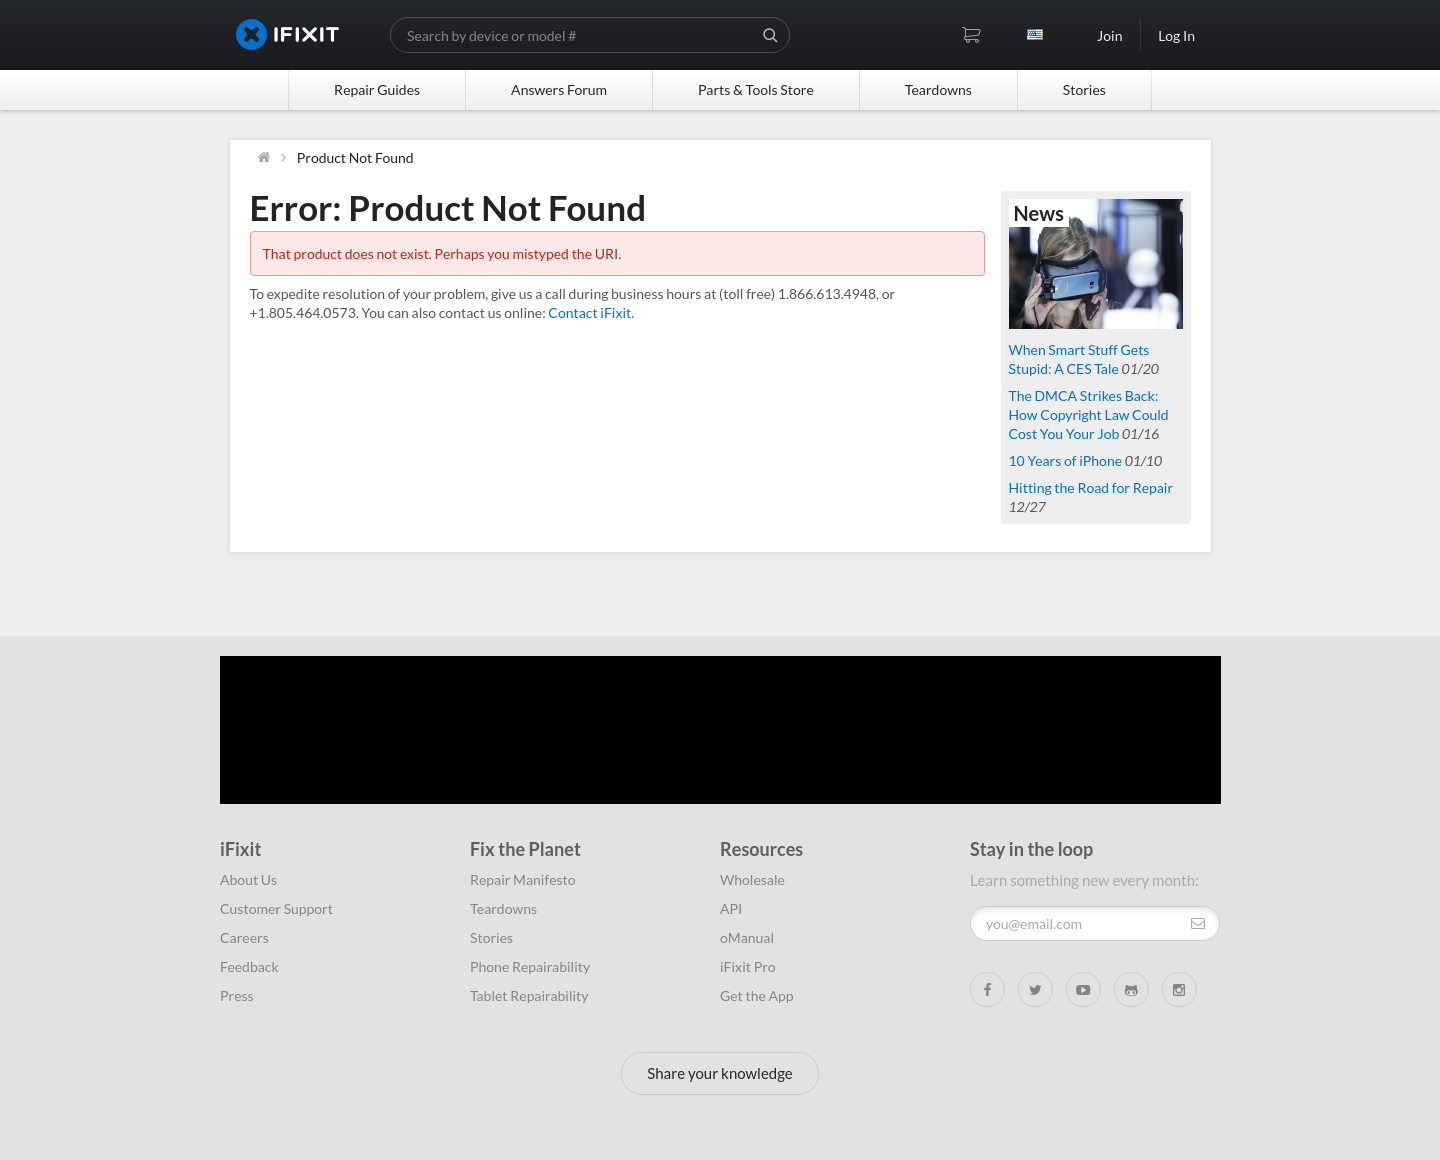 IFIXIT
Search by device or model #
Join
Log In
Repair Guides
Answers Forum
Parts & Tools Store
Teardowns
Stories
Product Not Found
Error: Product Not Found
That product does not exist. Perhaps you mistyped the URI.
To expedite resolution of your problem, give us a call during business hours at (toll free) 1.866.613.4948, or
+1.805.464.0573. You can also contact us online: Contact iFixit.
News
When Smart Stuff Gets
Stupid: A CES Tale 01/20
The DMCA Strikes Back:
How Copyright Law Could
Cost You Your Job 01/16
10 Years of iPhone 01/10
Hitting the Road for Repair
12/27
iFixit
About Us
Customer Support
Careers
Feedback
Press
Fix the Planet
Repair Manifesto
Teardowns
Stories
Phone Repairability
Tablet Repairability
Resources
Wholesale
API
oManual
iFixit Pro
Get the App
Stay in the loop
Learn something new every month:
you@email.com
Share your knowledge